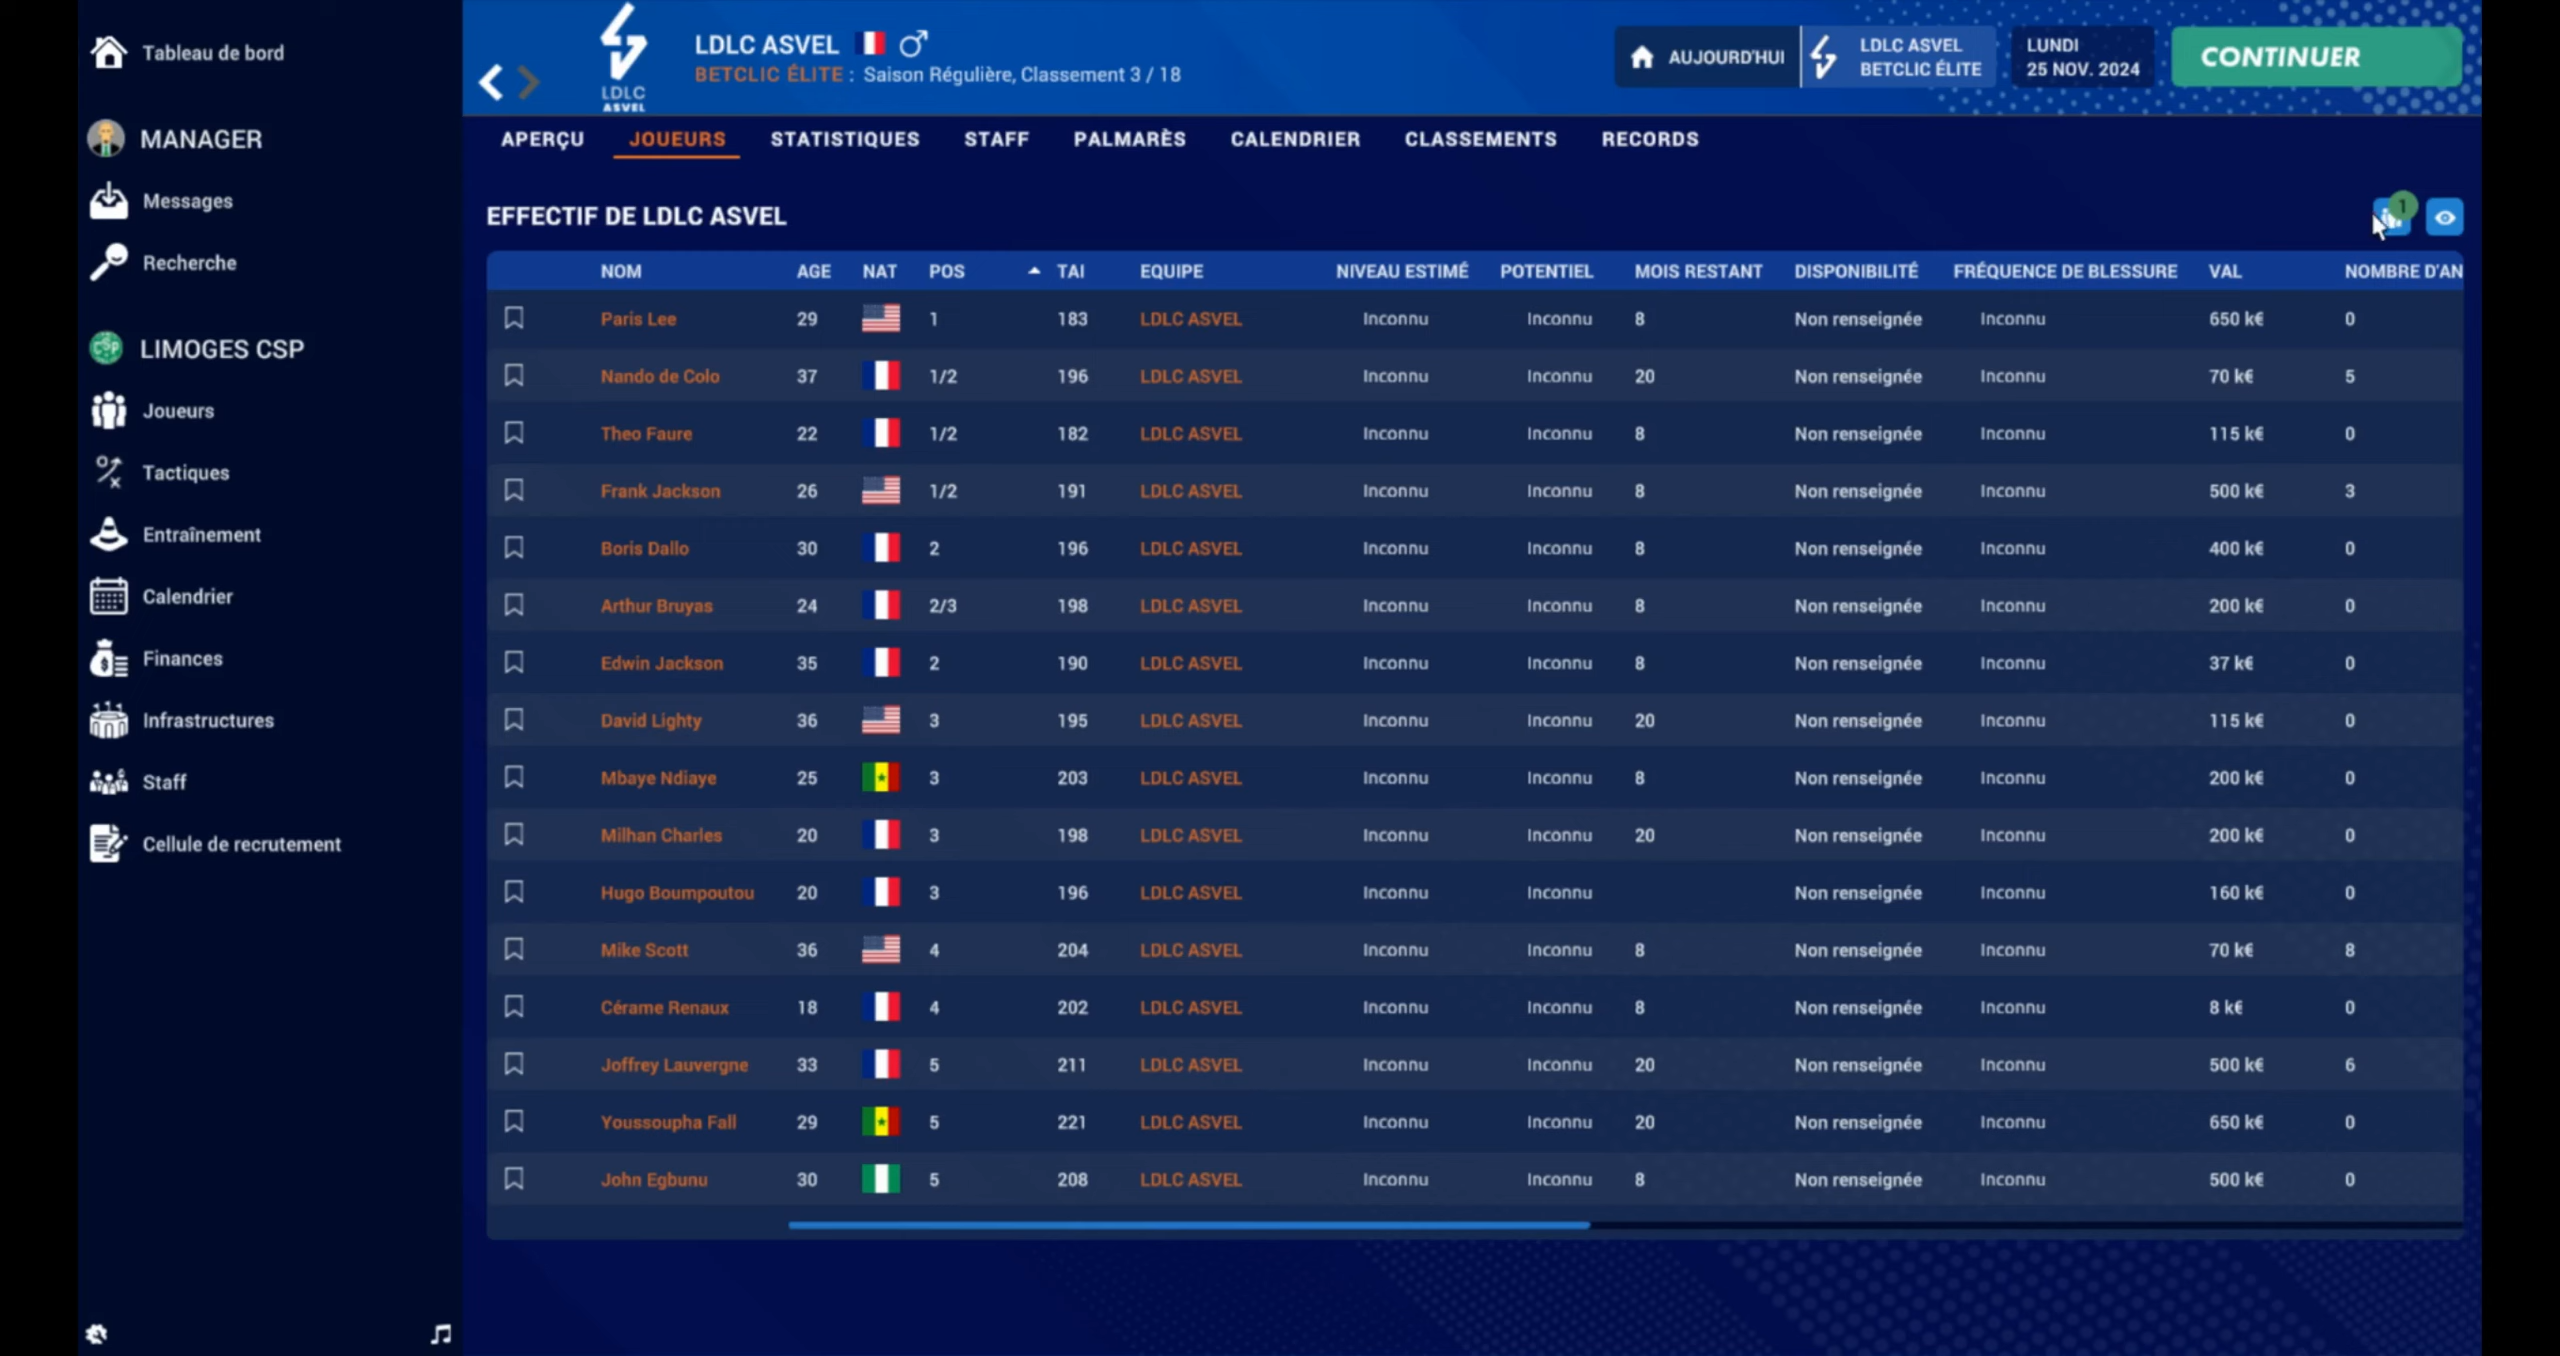 Tableau de bord
MANAGER
Messages
Recherche
LIMOGES CSP
Joueurs
Tactiques
Entraînement
Calendrier
Finances
Infrastructures
Staff
Cellule de recrutement
LDLC
ASVEL
LDLC ASVEL
BETCLIC ÉLITE : Saison Régulière, Classement 3 / 18
AUJOURD'HUI
LDLC ASVEL
BETCLIC ÉLITE
LUNDI
25 NOV. 2024
CONTINUER
APERÇU JOUEURS STATISTIQUES STAFF PALMARÈS CALENDRIER CLASSEMENTS RECORDS
EFFECTIF DE LDLC ASVEL
1
NOM AGE NAT POS TAI EQUIPE NIVEAU ESTIMÉ POTENTIEL MOIS RESTANT DISPONIBILITÉ FRÉQUENCE DE BLESSURE VAL NOMBRE D'AN
Paris Lee 29 1 183 LDLC ASVEL Inconnu Inconnu 8 Non renseignée Inconnu 650 k€ 0
Nando de Colo 37 1/2 196 LDLC ASVEL Inconnu Inconnu 20 Non renseignée Inconnu 70 k€ 5
Theo Faure 22 1/2 182 LDLC ASVEL Inconnu Inconnu 8 Non renseignée Inconnu 115 k€ 0
Frank Jackson 26 1/2 191 LDLC ASVEL Inconnu Inconnu 8 Non renseignée Inconnu 500 k€ 3
Boris Dallo 30 2 196 LDLC ASVEL Inconnu Inconnu 8 Non renseignée Inconnu 400 k€ 0
Arthur Bruyas 24 2/3 198 LDLC ASVEL Inconnu Inconnu 8 Non renseignée Inconnu 200 k€ 0
Edwin Jackson 35 2 190 LDLC ASVEL Inconnu Inconnu 8 Non renseignée Inconnu 37 k€ 0
David Lighty 36 3 195 LDLC ASVEL Inconnu Inconnu 20 Non renseignée Inconnu 115 k€ 0
Mbaye Ndiaye 25 3 203 LDLC ASVEL Inconnu Inconnu 8 Non renseignée Inconnu 200 k€ 0
Milhan Charles 20 3 198 LDLC ASVEL Inconnu Inconnu 20 Non renseignée Inconnu 200 k€ 0
Hugo Boumpoutou 20 3 196 LDLC ASVEL Inconnu Inconnu Non renseignée Inconnu 160 k€ 0
Mike Scott 36 4 204 LDLC ASVEL Inconnu Inconnu 8 Non renseignée Inconnu 70 k€ 8
Cérame Renaux 18 4 202 LDLC ASVEL Inconnu Inconnu 8 Non renseignée Inconnu 8 k€ 0
Joffrey Lauvergne 33 5 211 LDLC ASVEL Inconnu Inconnu 20 Non renseignée Inconnu 500 k€ 6
Youssoupha Fall 29 5 221 LDLC ASVEL Inconnu Inconnu 20 Non renseignée Inconnu 650 k€ 0
John Egbunu 30 5 208 LDLC ASVEL Inconnu Inconnu 8 Non renseignée Inconnu 500 k€ 0